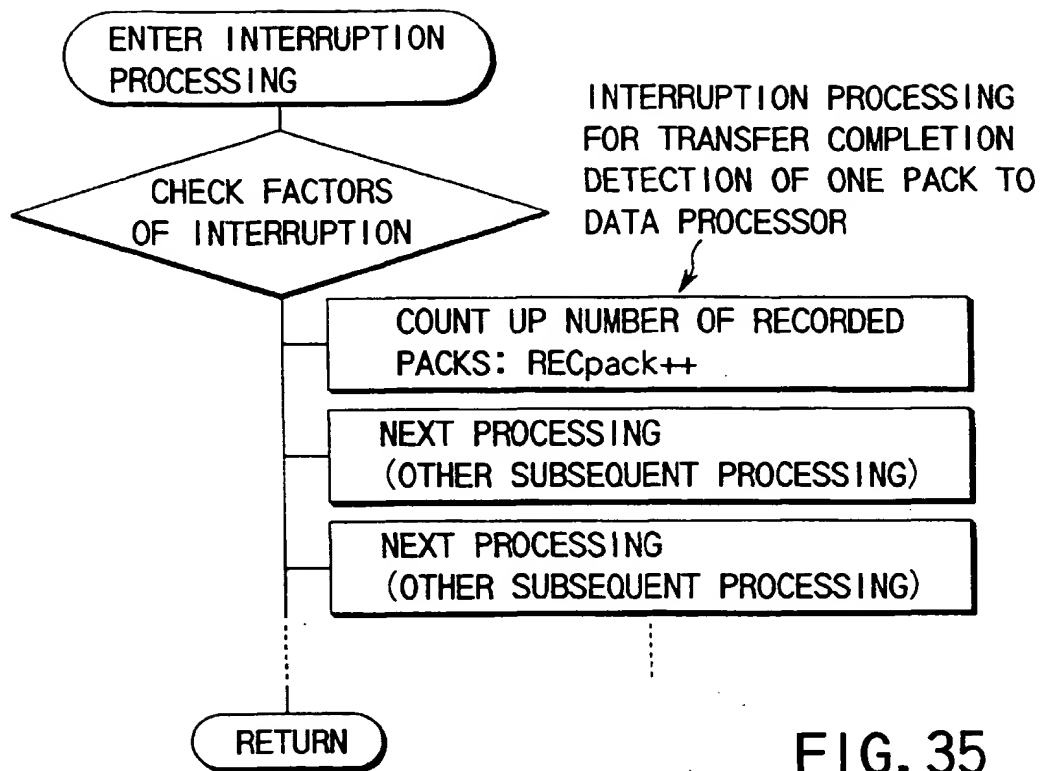 ENTER INTERRUPTION
PROCESSING
INTERRUPTION PROCESSING
FOR TRANSFER COMPLETION
DETECTION OF ONE PACK TO
DATA PROCESSOR
CHECK FACTORS
OF INTERRUPTION
COUNT UP NUMBER OF RECORDED
PACKS: RECpack++
NEXT PROCESSING
(OTHER SUBSEQUENT PROCESSING)
NEXT PROCESSING
(OTHER SUBSEQUENT PROCESSING)
RETURN
FIG. 35